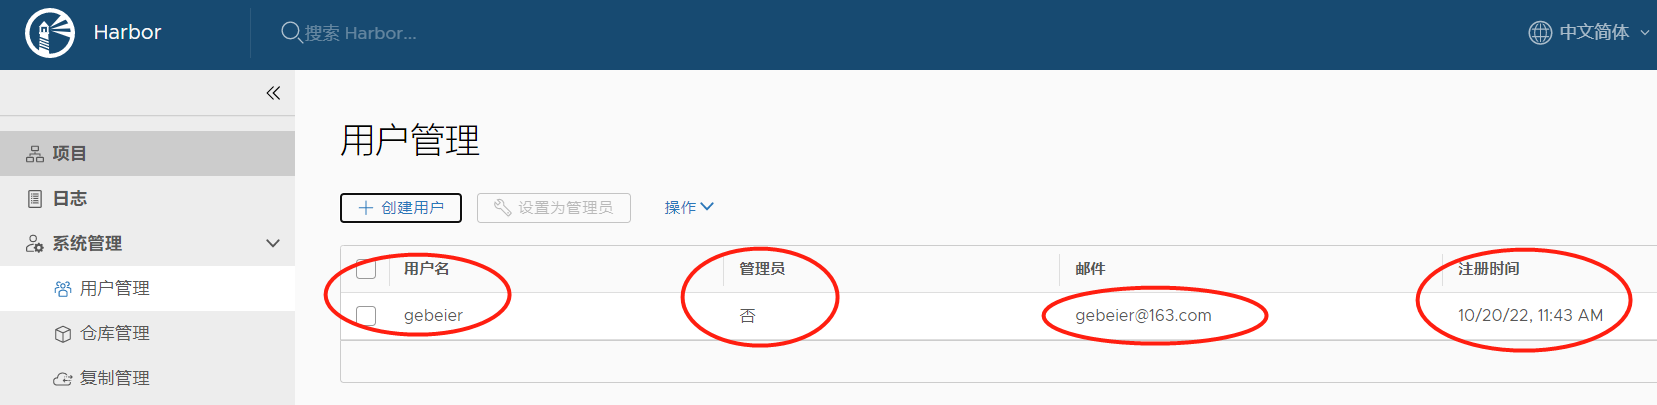 Harbor
搜索 Harbor...
中文简体
项目
日志
系统管理
用户管理
仓库管理
复制管理
用户管理
创建用户
设置为管理员
操作
用户名 管理员 邮件 注册时间
gebeier 否 gebeier@163.com 10/20/22, 11:43 AM